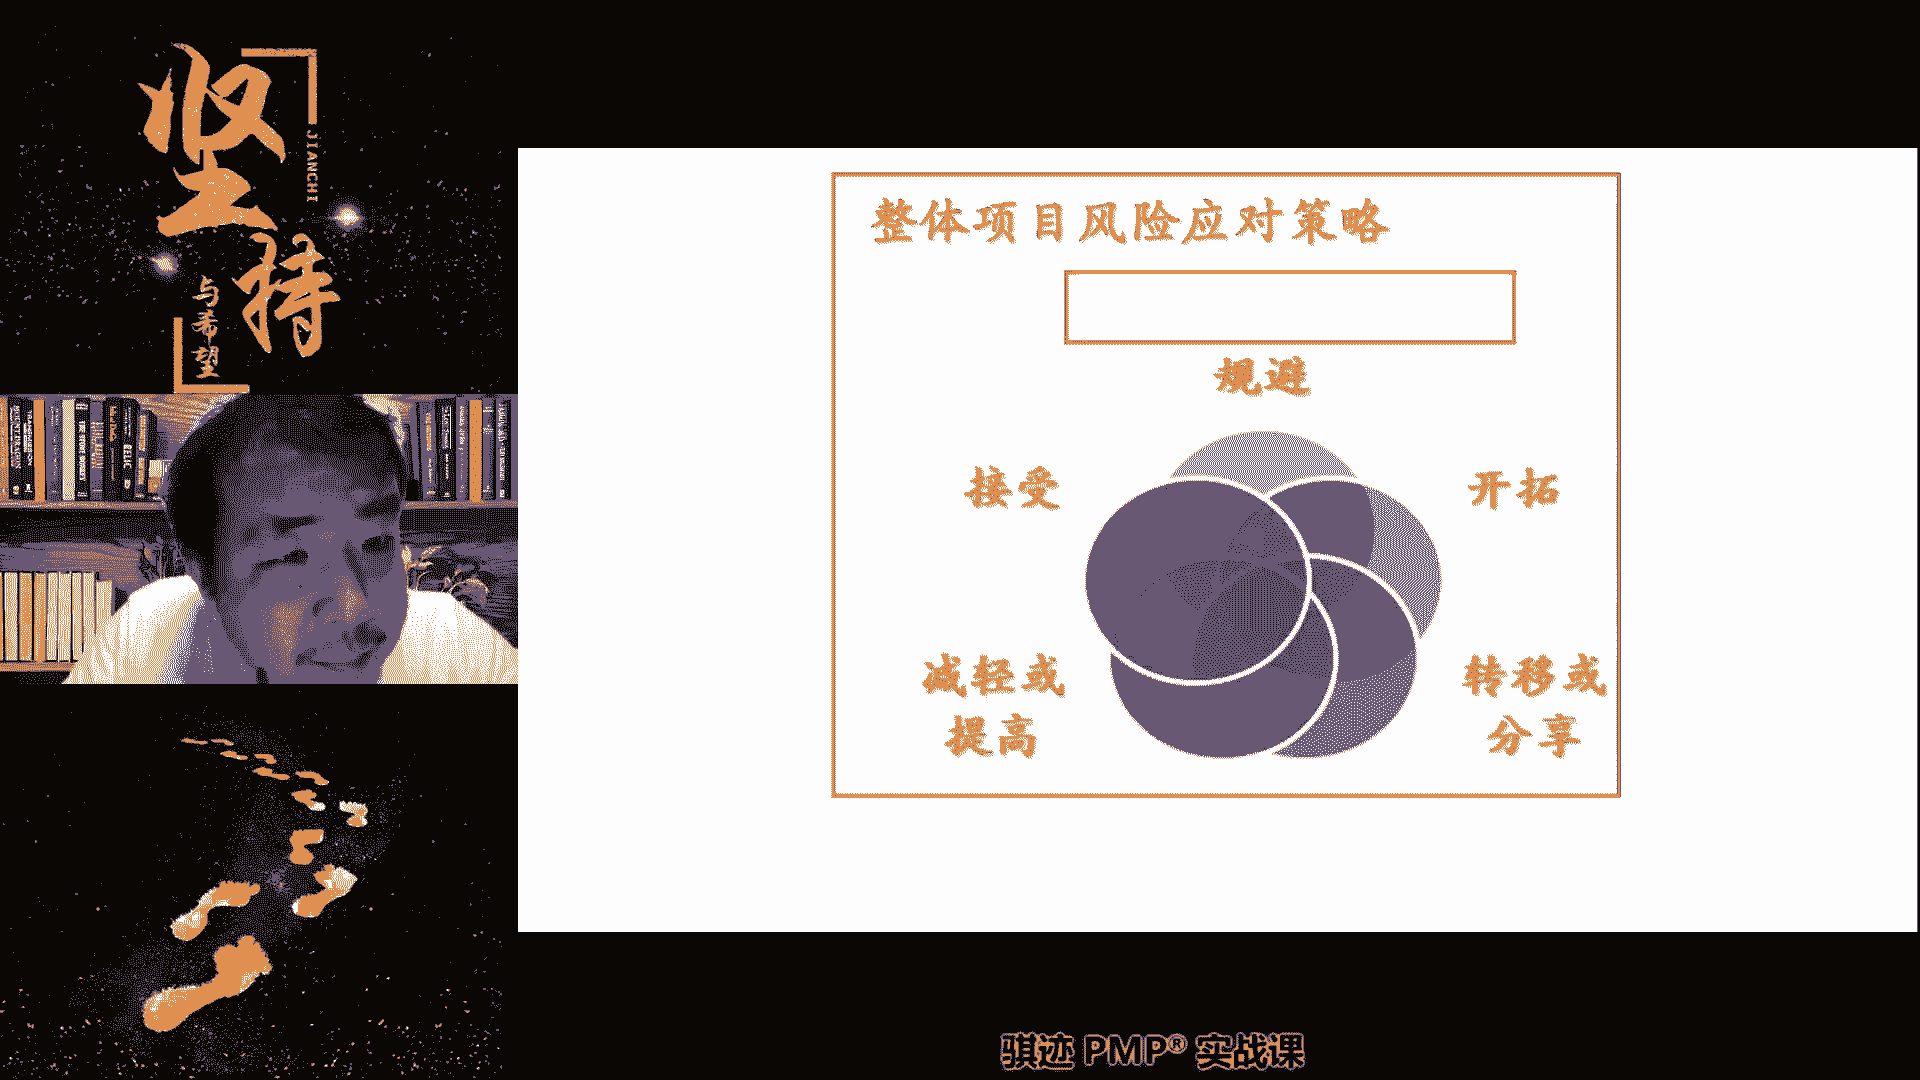 坚持
JIANCHI
与希望
整体项目风险应对策略
规避
接受
开拓
减轻或
提高
转移或
分享
骐迹 PMP® 实战课